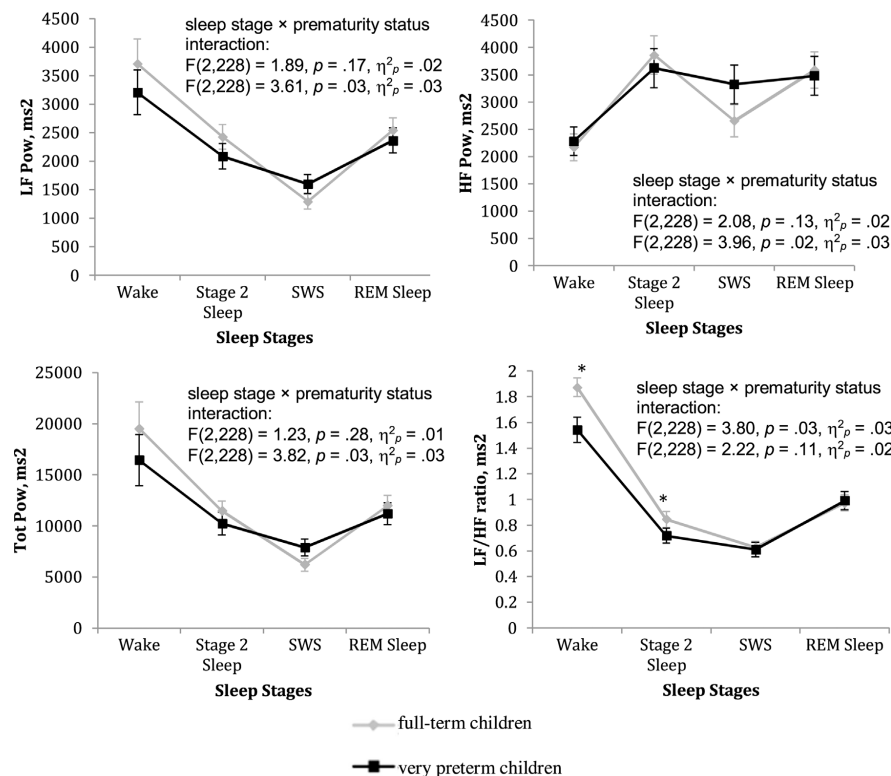 4500
4000
3500
3000
2500
2000
1500
1000
500
0
LF Pow, ms2
sleep stage × prematurity status
interaction:
F(2,228) = 1.89, p = .17, η²p = .02
F(2,228) = 3.61, p = .03, η²p = .03
Wake
Stage 2
Sleep
SWS
REM Sleep
Sleep Stages
4500
4000
3500
3000
2500
2000
1500
1000
500
0
HF Pow, ms2
sleep stage × prematurity status
interaction:
F(2,228) = 2.08, p = .13, η²p = .02
F(2,228) = 3.96, p = .02, η²p = .03
Wake
Stage 2
Sleep
SWS
REM Sleep
Sleep Stages
25000
20000
15000
10000
5000
0
Tot Pow, ms2
sleep stage × prematurity status
interaction:
F(2,228) = 1.23, p = .28, η²p = .01
F(2,228) = 3.82, p = .03, η²p = .03
Wake
Stage 2
Sleep
SWS
REM Sleep
Sleep Stages
2
1.8
1.6
1.4
1.2
1
0.8
0.6
0.4
0.2
0
LF/HF ratio, ms2
*
*
sleep stage × prematurity status
interaction:
F(2,228) = 3.80, p = .03, η²p = .03
F(2,228) = 2.22, p = .11, η²p = .02
Wake
Stage 2
Sleep
SWS
REM Sleep
Sleep Stages
full-term children
very preterm children